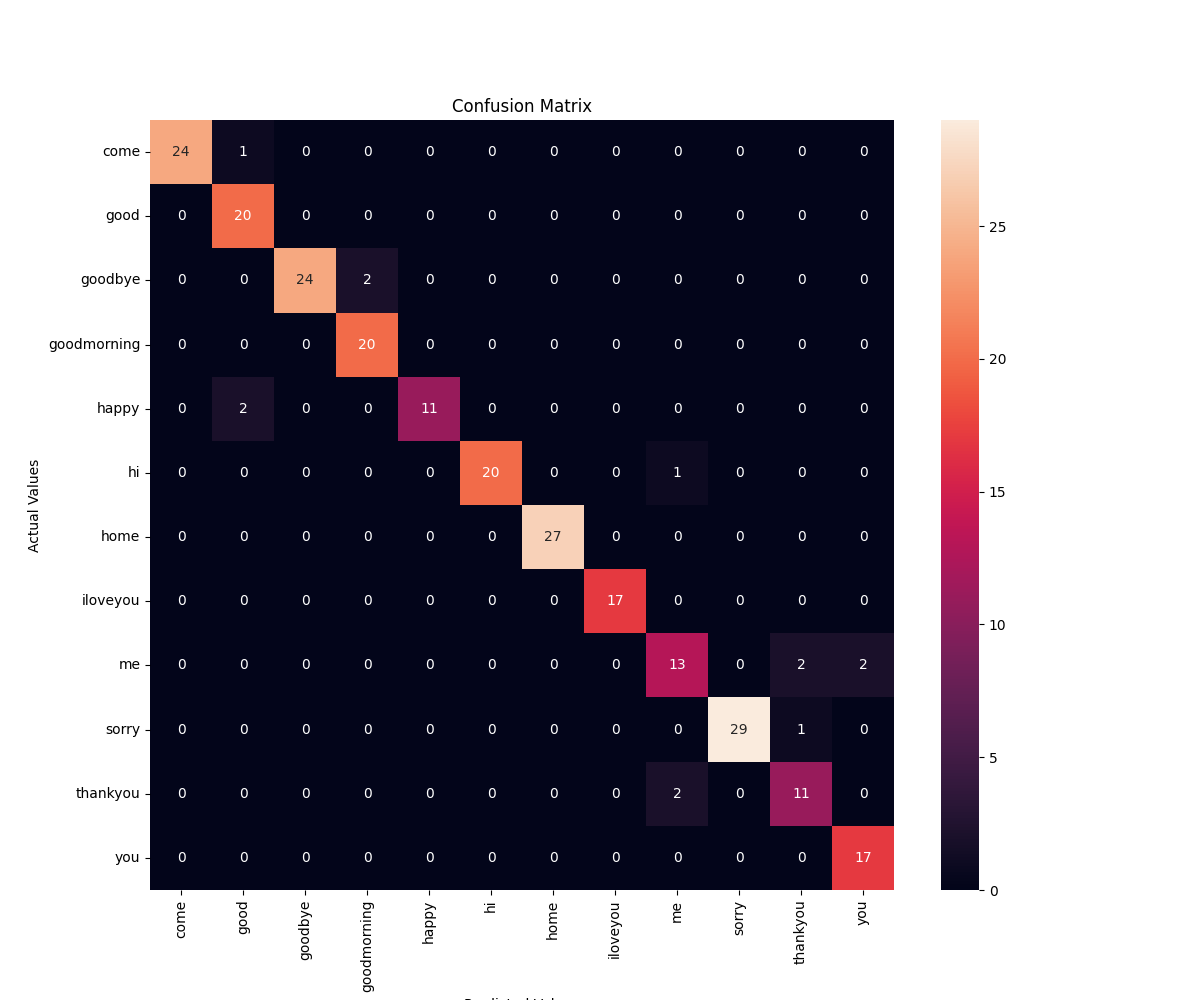 Confusion Matrix
come 24 1 0 0 0 0 0 0 0 0 0 0
good 0 20 0 0 0 0 0 0 0 0 0 0
goodbye 0 0 24 2 0 0 0 0 0 0 0 0
goodmorning 0 0 0 20 0 0 0 0 0 0 0 0
happy 0 2 0 0 11 0 0 0 0 0 0 0
hi 0 0 0 0 0 20 0 0 1 0 0 0
home 0 0 0 0 0 0 27 0 0 0 0 0
iloveyou 0 0 0 0 0 0 0 17 0 0 0 0
me 0 0 0 0 0 0 0 0 13 0 2 2
sorry 0 0 0 0 0 0 0 0 0 29 1 0
thankyou 0 0 0 0 0 0 0 0 2 0 11 0
you 0 0 0 0 0 0 0 0 0 0 0 17
Actual Values
come good goodbye goodmorning happy hi home iloveyou me sorry thankyou you
25
20
15
10
5
0